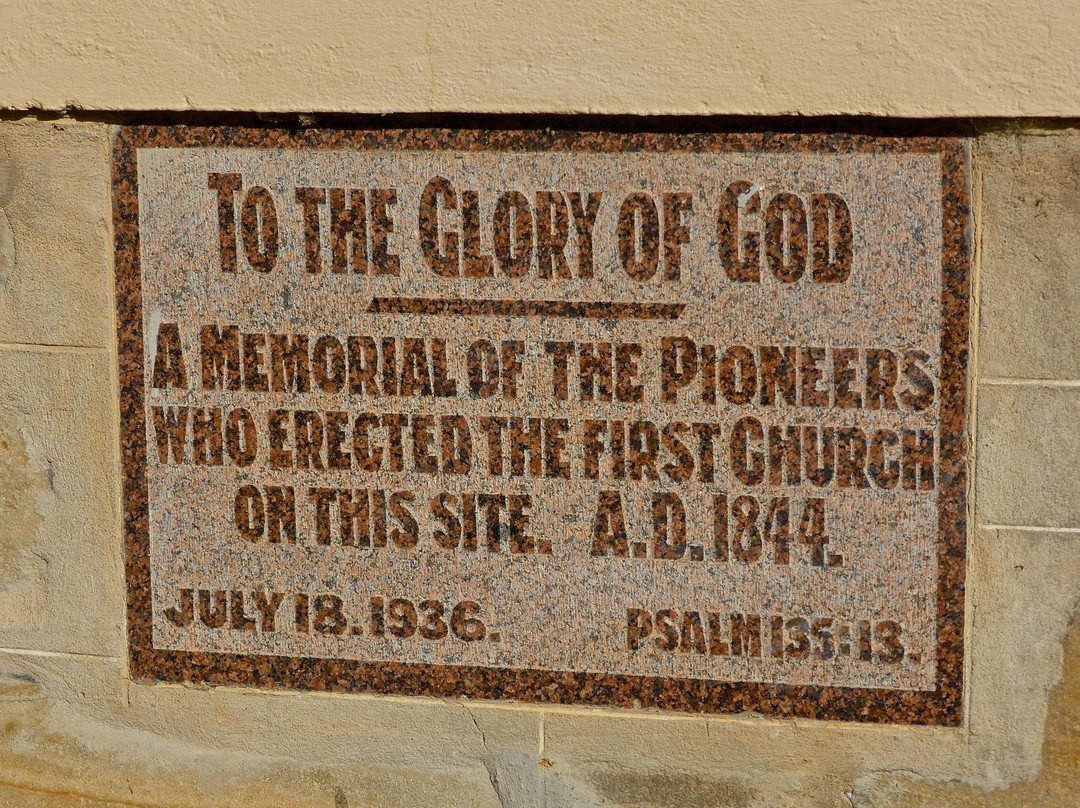 TO THE GLORY OF GOD
A MEMORIAL OF THE PIONEERS
WHO ERECTED THE FIRST CHURCH
ON THIS SITE. A.D. 1844.
JULY 18. 1936. PSALM 135:13.